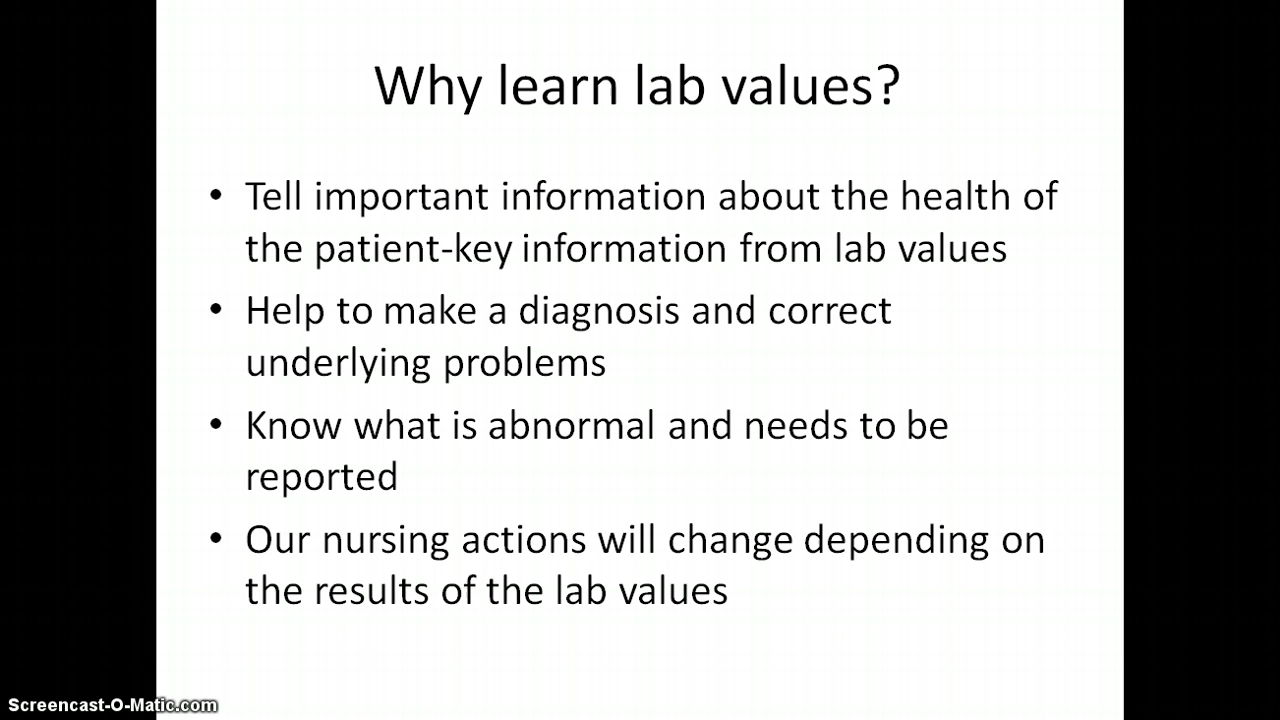 Why learn lab values?
• Tell important information about the health of
the patient-key information from lab values
• Help to make a diagnosis and correct
underlying problems
• Know what is abnormal and needs to be
reported
• Our nursing actions will change depending on
the results of the lab values
Screencast-O-Matic.com